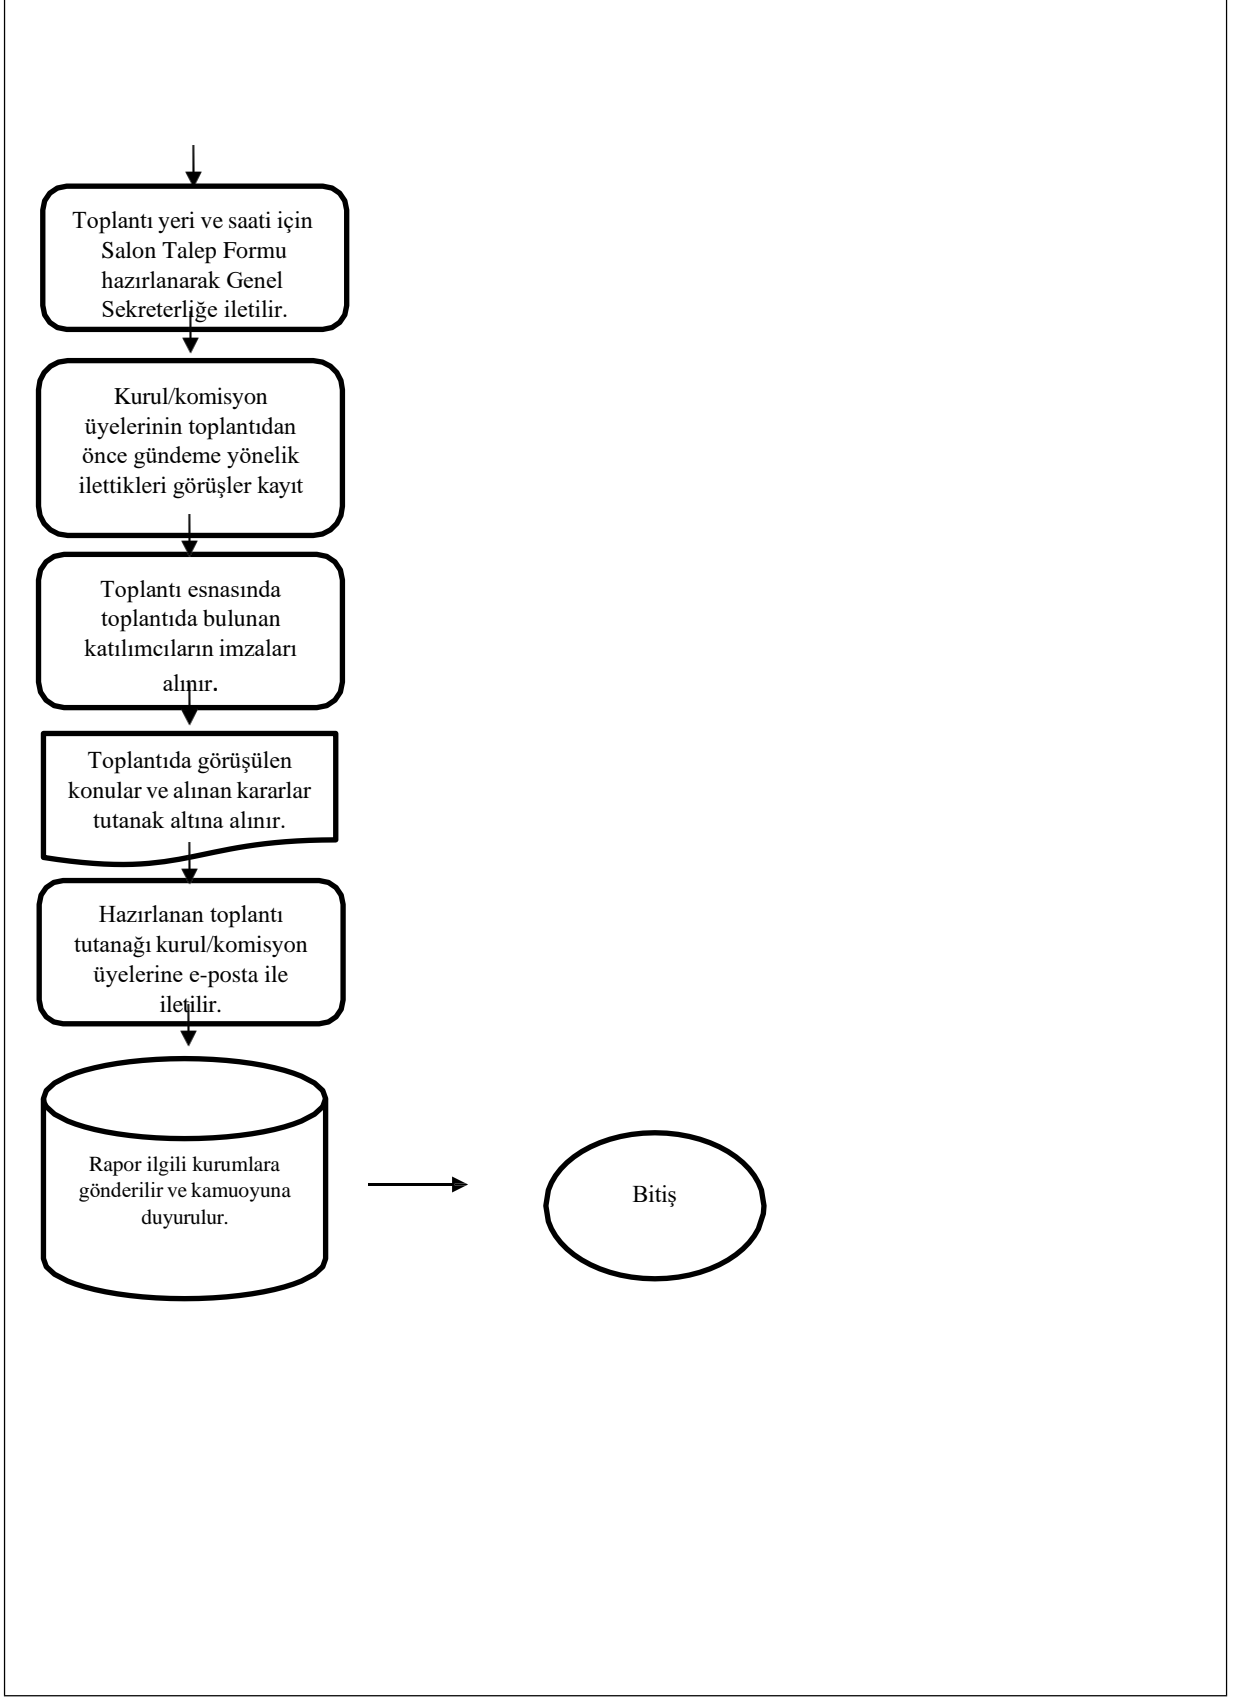 Toplantı yeri ve saati için
Salon Talep Formu
hazırlanarak Genel
Sekreterliğe iletilir.
Kurul/komisyon
üyelerinin toplantıdan
önce gündeme yönelik
ilettikleri görüşler kayıt
Toplantı esnasında
toplantıda bulunan
katılımcıların imzaları
alınır.
Toplantıda görüşülen
konular ve alınan kararlar
tutanak altına alınır.
Hazırlanan toplantı
tutanağı kurul/komisyon
üyelerine e-posta ile
iletilir.
Rapor ilgili kurumlara
gönderilir ve kamuoyuna
duyurulur.
Bitiş